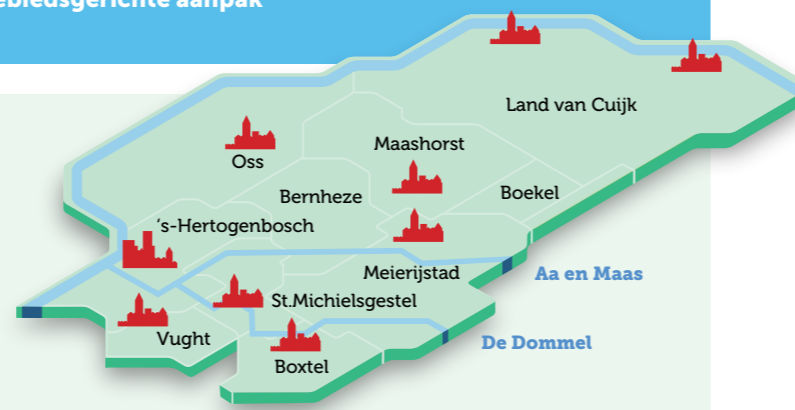 Land van Cuijk
Maashorst
Oss
Bernheze
Boekel
‘s-Hertogenbosch
Meierijstad
Aa en Maas
St.Michielsgestel
Vught
De Dommel
Boxtel